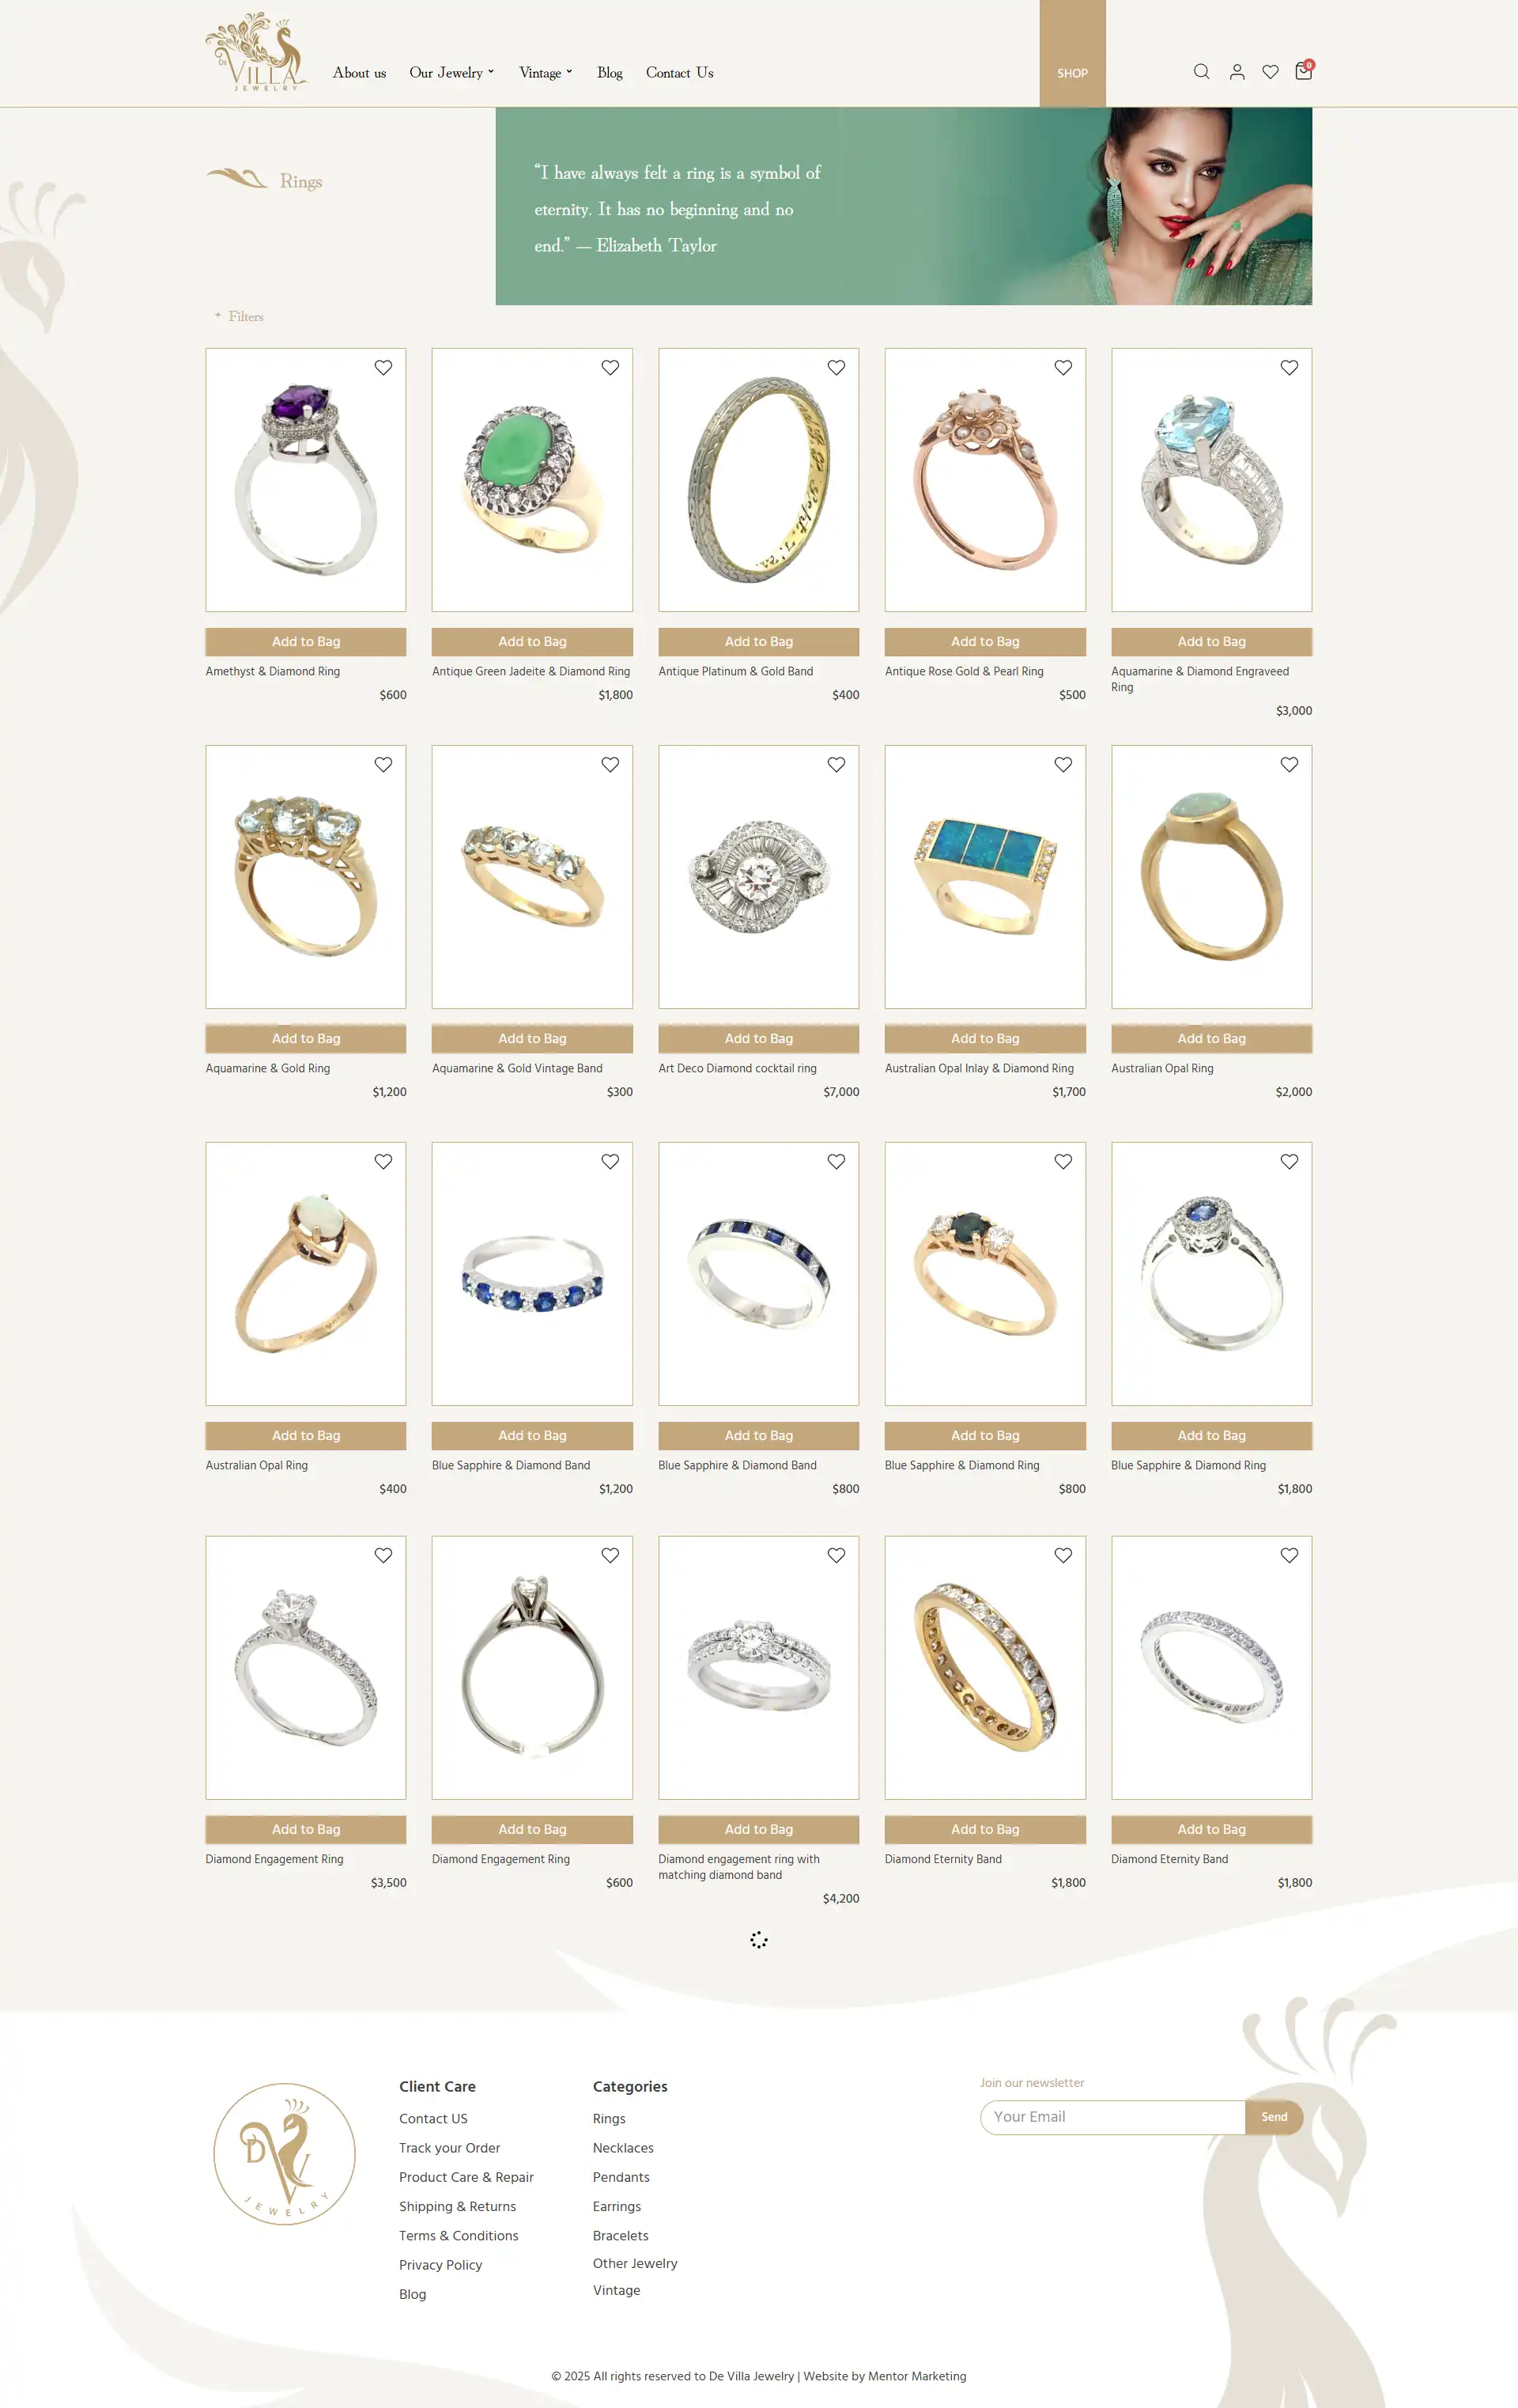 DE VILLA
JEWELRY
About us
Our Jewelry
Vintage
Blog
Contact Us
SHOP
0
Rings
“I have always felt a ring is a symbol of
eternity. It has no beginning and no
end.” — Elizabeth Taylor
+ Filters
Add to Bag
Add to Bag
Add to Bag
Add to Bag
Add to Bag
Amethyst & Diamond Ring
$600
Antique Green Jadeite & Diamond Ring
$1,800
Antique Platinum & Gold Band
$400
Antique Rose Gold & Pearl Ring
$500
Aquamarine & Diamond Engraveed
Ring
$3,000
Add to Bag
Add to Bag
Add to Bag
Add to Bag
Add to Bag
Aquamarine & Gold Ring
$1,200
Aquamarine & Gold Vintage Band
$300
Art Deco Diamond cocktail ring
$7,000
Australian Opal Inlay & Diamond Ring
$1,700
Australian Opal Ring
$2,000
Add to Bag
Add to Bag
Add to Bag
Add to Bag
Add to Bag
Australian Opal Ring
$400
Blue Sapphire & Diamond Band
$1,200
Blue Sapphire & Diamond Band
$800
Blue Sapphire & Diamond Ring
$800
Blue Sapphire & Diamond Ring
$1,800
Add to Bag
Add to Bag
Add to Bag
Add to Bag
Add to Bag
Diamond Engagement Ring
$3,500
Diamond Engagement Ring
$600
Diamond engagement ring with
matching diamond band
$4,200
Diamond Eternity Band
$1,800
Diamond Eternity Band
$1,800
DV
JEWELRY
Client Care
Contact US
Track your Order
Product Care & Repair
Shipping & Returns
Terms & Conditions
Privacy Policy
Blog
Categories
Rings
Necklaces
Pendants
Earrings
Bracelets
Other Jewelry
Vintage
Join our newsletter
Your Email
Send
© 2025 All rights reserved to De Villa Jewelry | Website by Mentor Marketing